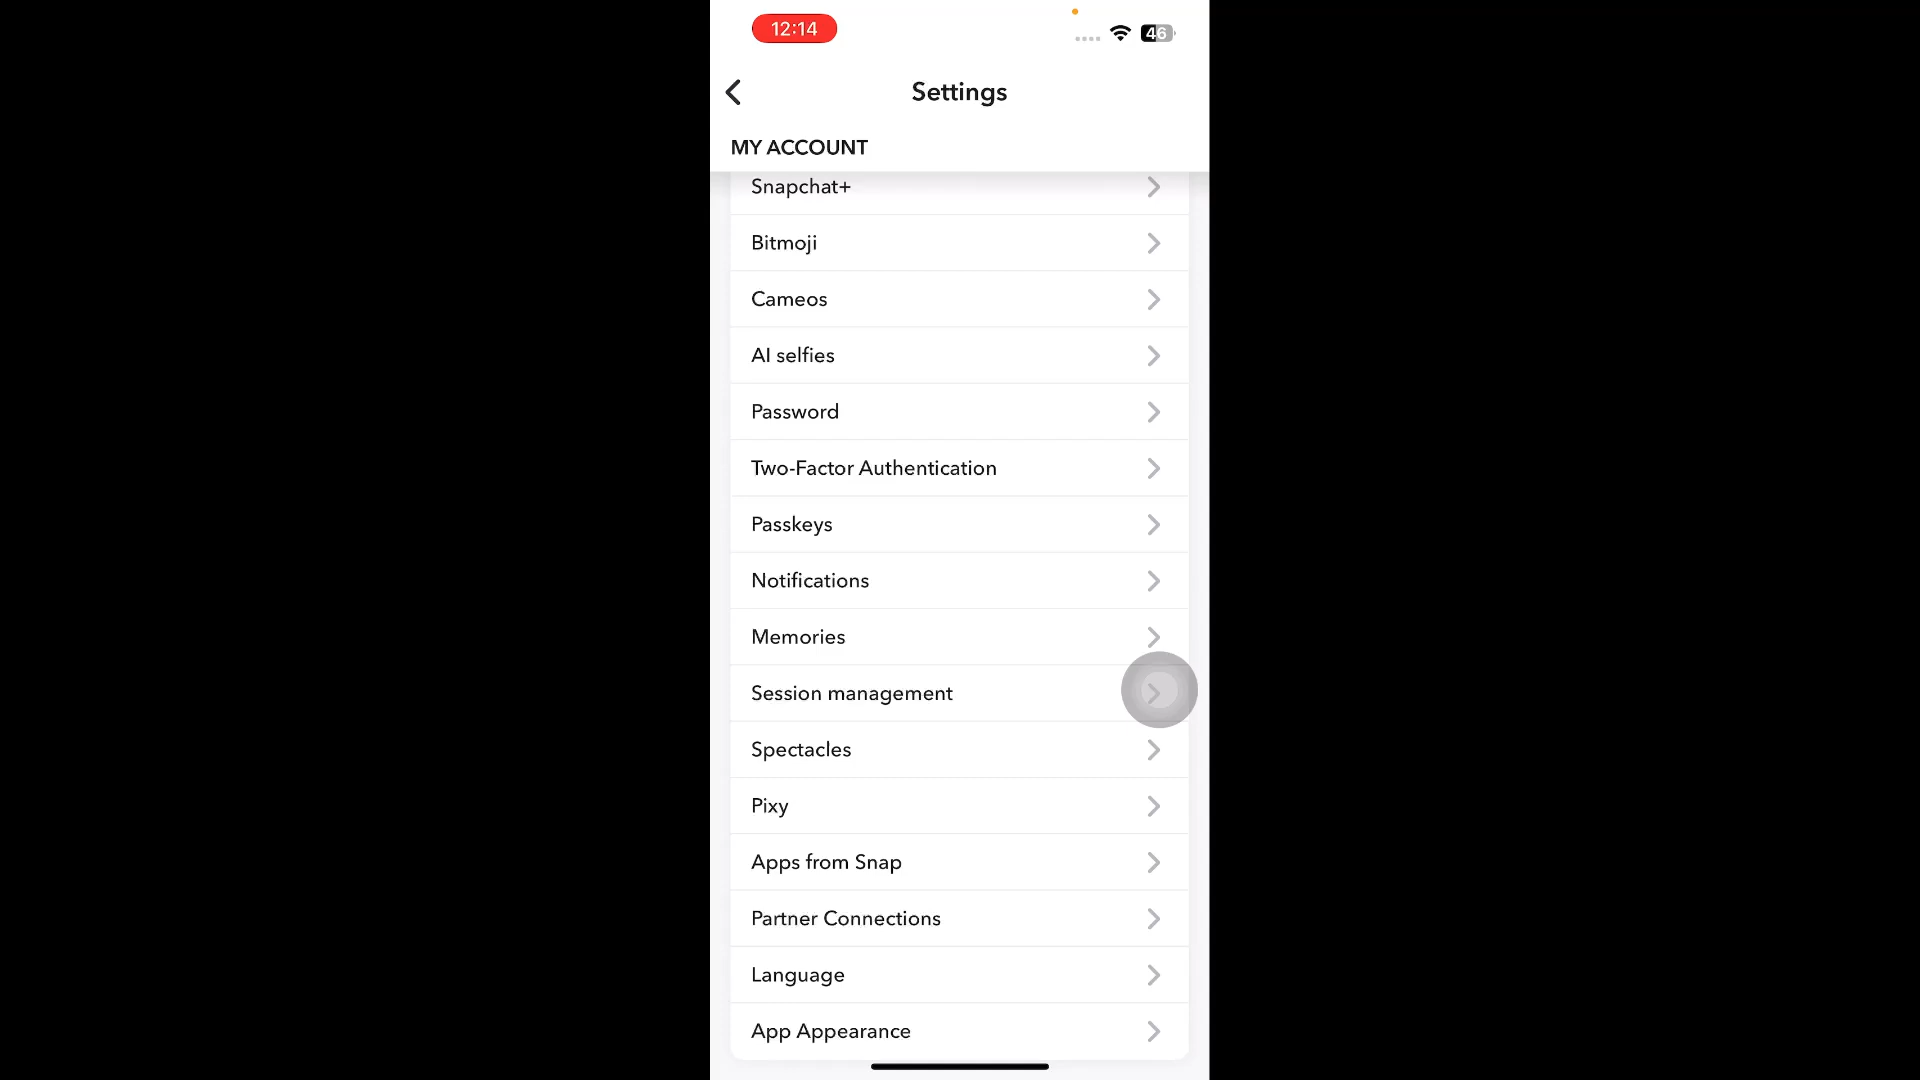 12:14
46
Settings
MY ACCOUNT
Snapchat+
Bitmoji
Cameos
AI selfies
Password
Two-Factor Authentication
Passkeys
Notifications
Memories
Session management
Spectacles
Pixy
Apps from Snap
Partner Connections
Language
App Appearance